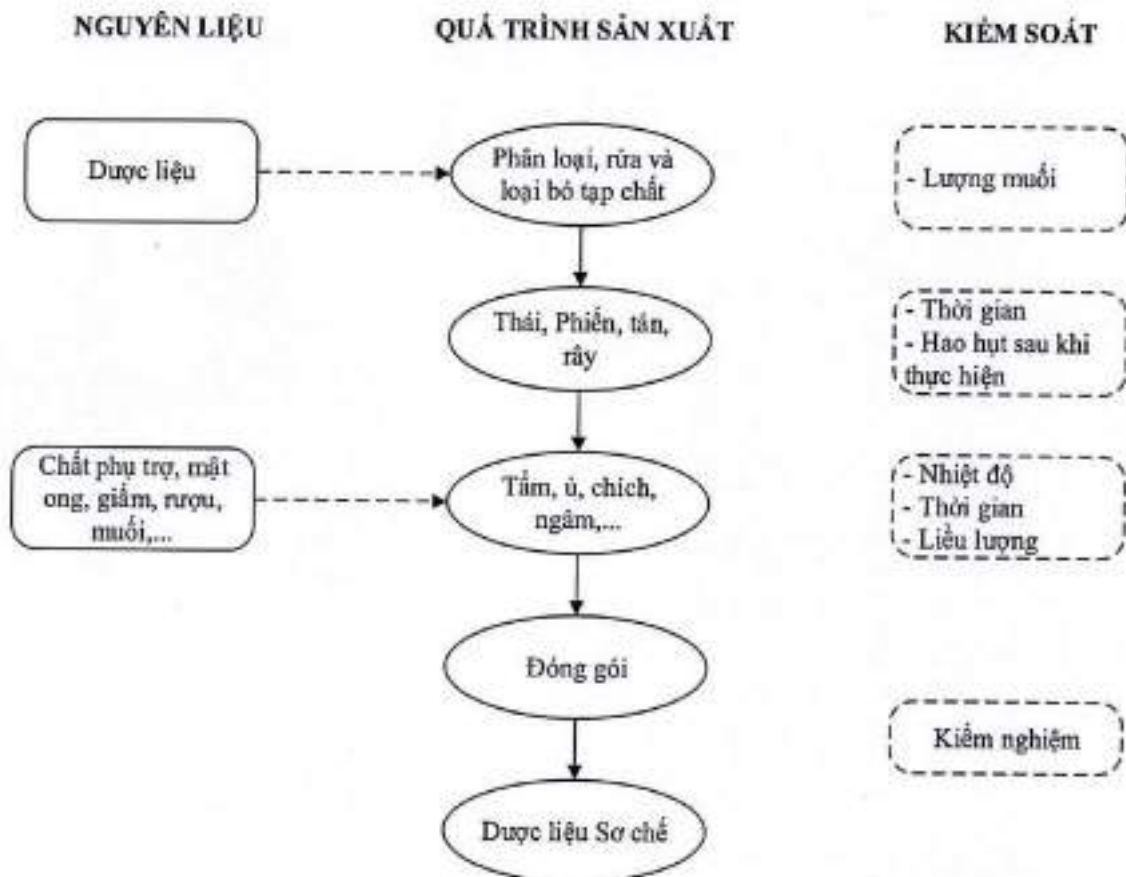 NGUYÊN LIỆU
QUÁ TRÌNH SẢN XUẤT
KIỂM SOÁT
Dược liệu
Phân loại, rửa và
loại bỏ tạp chất
- Lượng muối
Thái, Phiến, tán,
rây
- Thời gian
- Hao hụt sau khi
thực hiện
Chất phụ trợ, mật
ong, giấm, rượu,
muối,...
Tẩm, ủ, chích,
ngâm,...
- Nhiệt độ
- Thời gian
- Liều lượng
Đóng gói
Kiểm nghiệm
Dược liệu Sơ chế